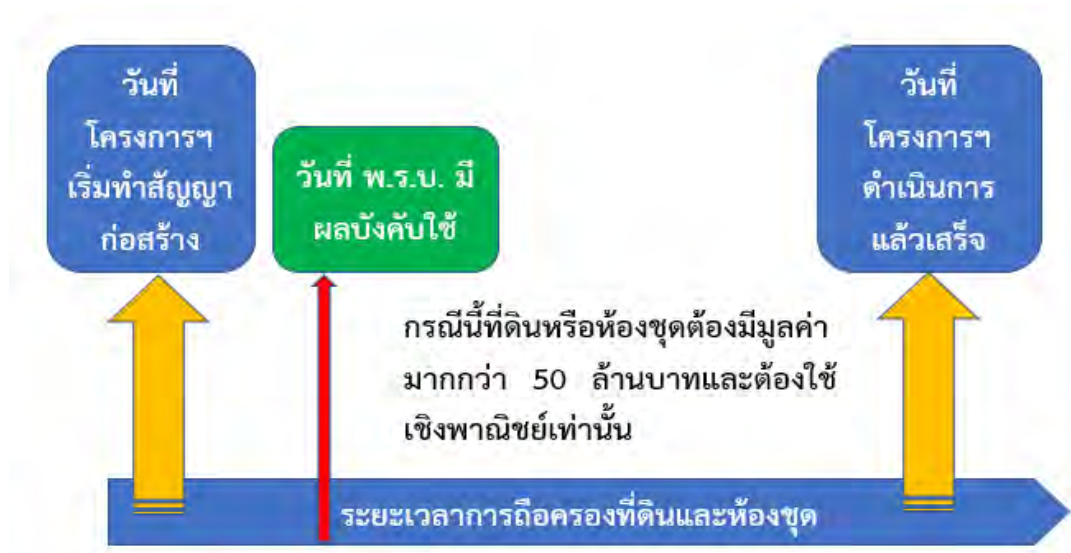 วันที่
โครงการฯ
เริ่มทำสัญญา
ก่อสร้าง
วันที่ พ.ร.บ. มี
ผลบังคับใช้
วันที่
โครงการฯ
ดำเนินการ
แล้วเสร็จ
กรณีนี้ที่ดินหรือห้องชุดต้องมีมูลค่า
มากกว่า 50 ล้านบาทและต้องใช้
เชิงพาณิชย์เท่านั้น
ระยะเวลาการถือครองที่ดินและห้องชุด